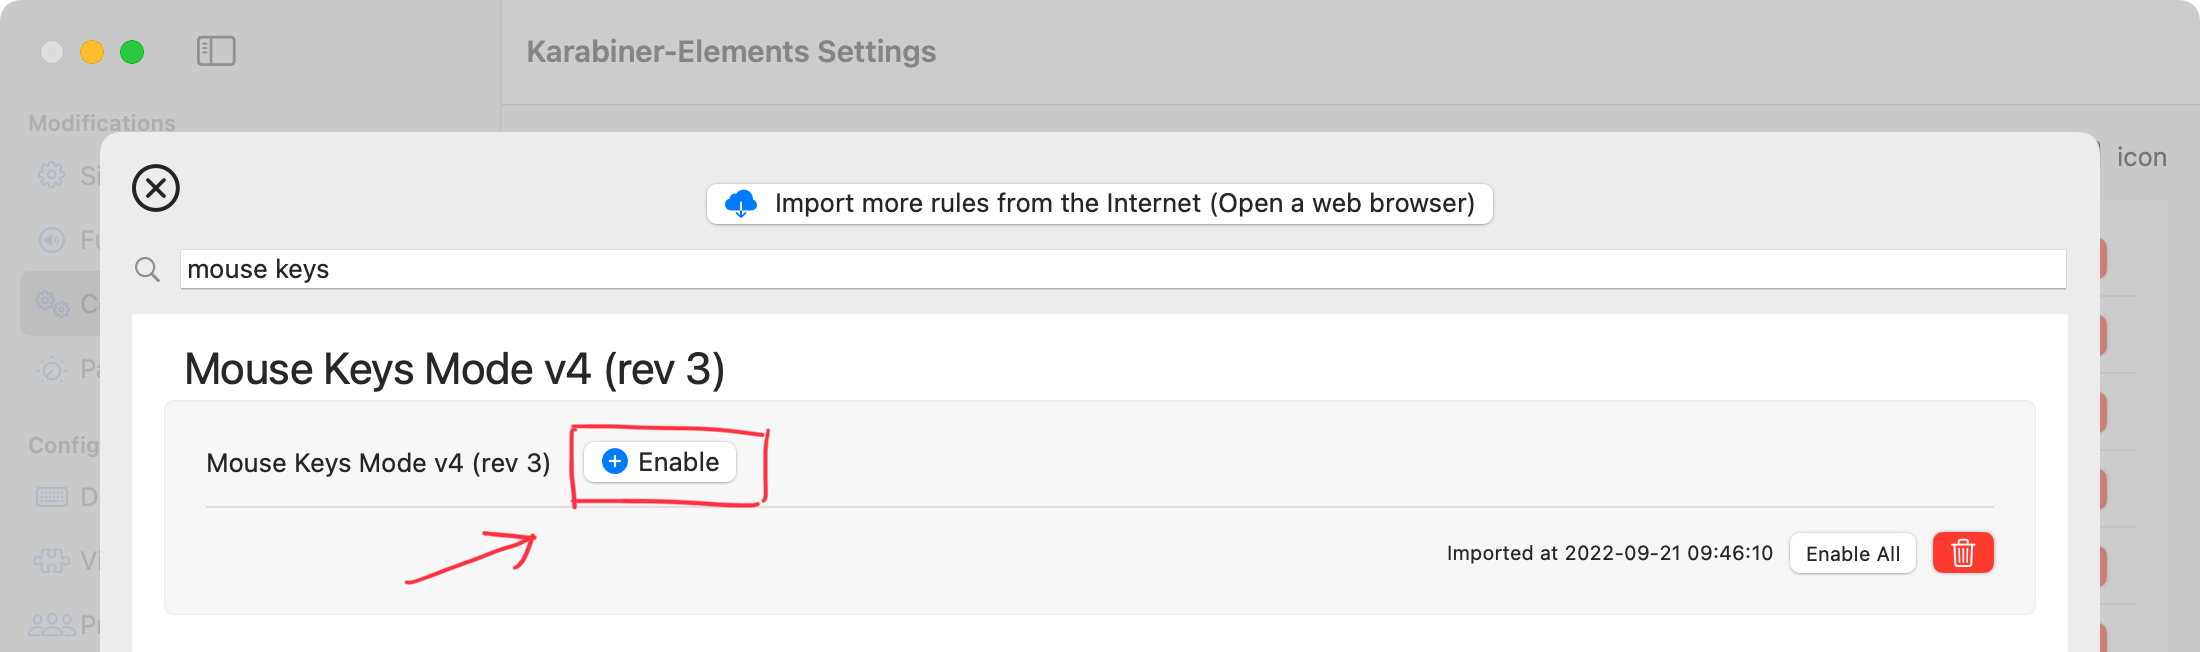 Karabiner-Elements Settings
Modifications
icon
Import more rules from the Internet (Open a web browser)
mouse keys
Mouse Keys Mode v4 (rev 3)
Mouse Keys Mode v4 (rev 3)
Enable
Imported at 2022-09-21 09:46:10
Enable All